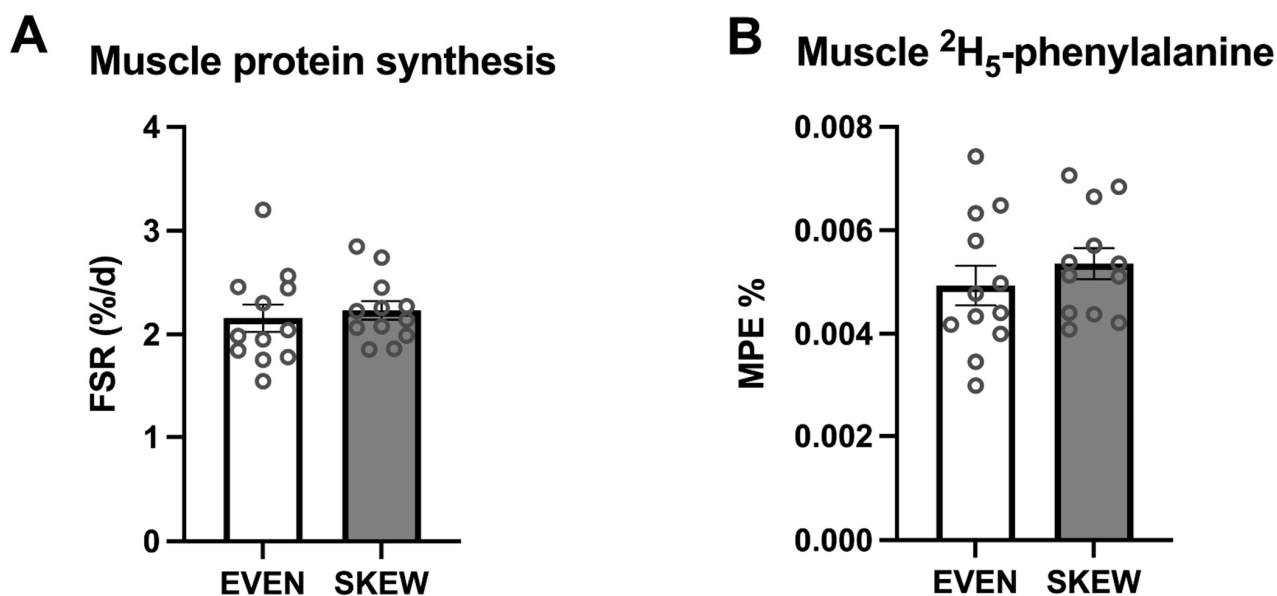 A
Muscle protein synthesis
4
3
2
1
0
FSR (%/d)
EVEN SKEW
B
Muscle ²H₅-phenylalanine
0.008
0.006
0.004
0.002
0.000
MPE %
EVEN SKEW